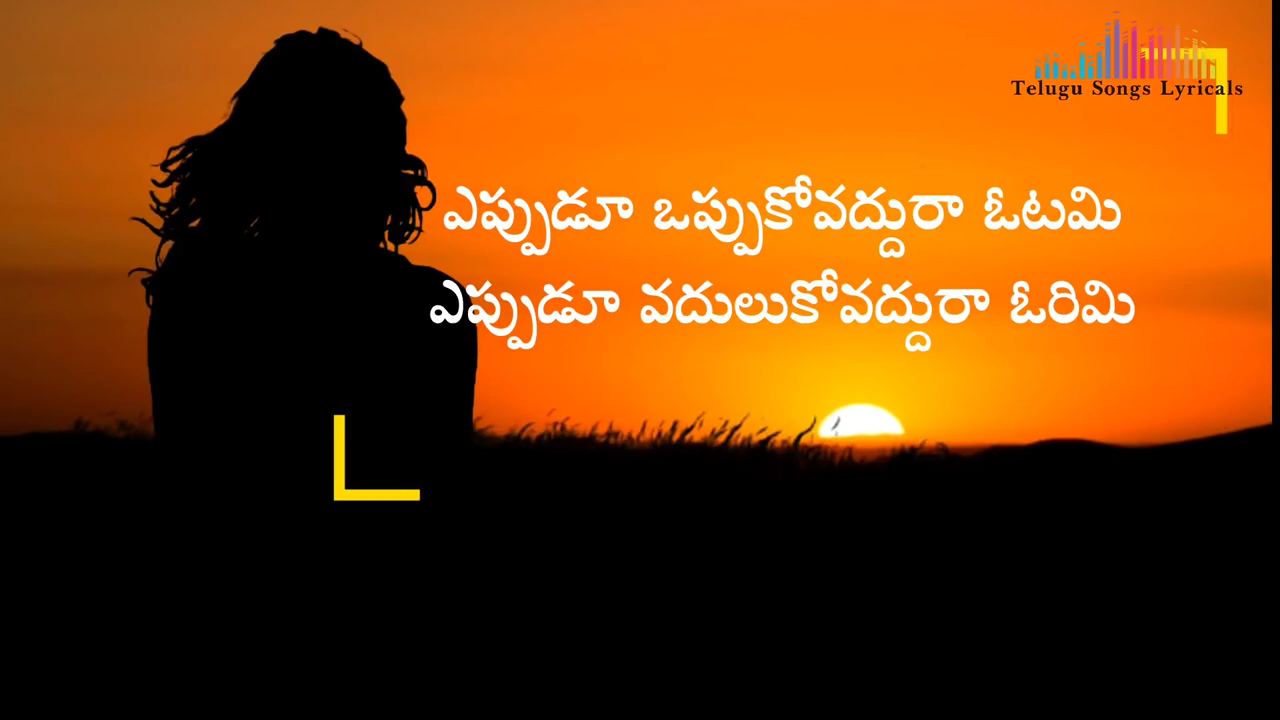 Telugu Songs Lyricals
ఎప్పుడూ ఒప్పుకోవద్దురా ఓటమి
ఎప్పుడూ వదులుకోవద్దురా ఓరిమి